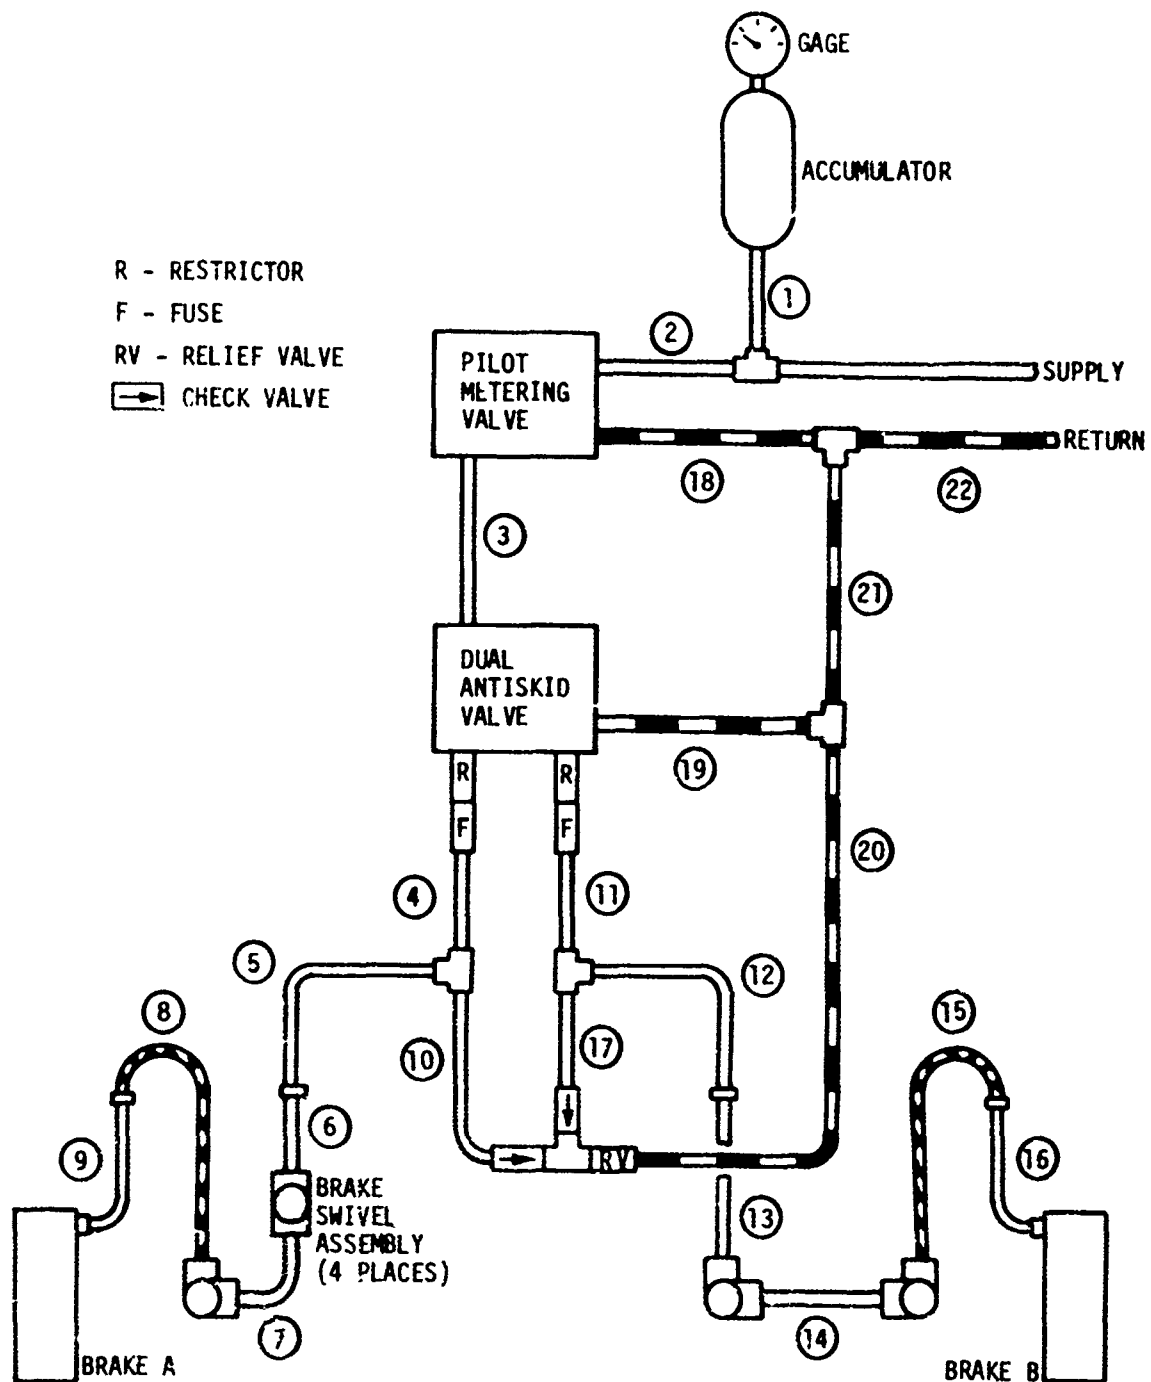 GAGE
ACCUMULATOR
R - RESTRICTOR
F - FUSE
RV - RELIEF VALVE
CHECK VALVE
1
2
PILOT
METERING
VALVE
SUPPLY
RETURN
18
22
3
21
DUAL
ANTISKID
VALVE
19
R
R
F
F
20
4
11
5
12
8
15
10
17
6
9
RV
16
BRAKE
SWIVEL
ASSEMBLY
(4 PLACES)
13
7
14
BRAKE A
BRAKE B